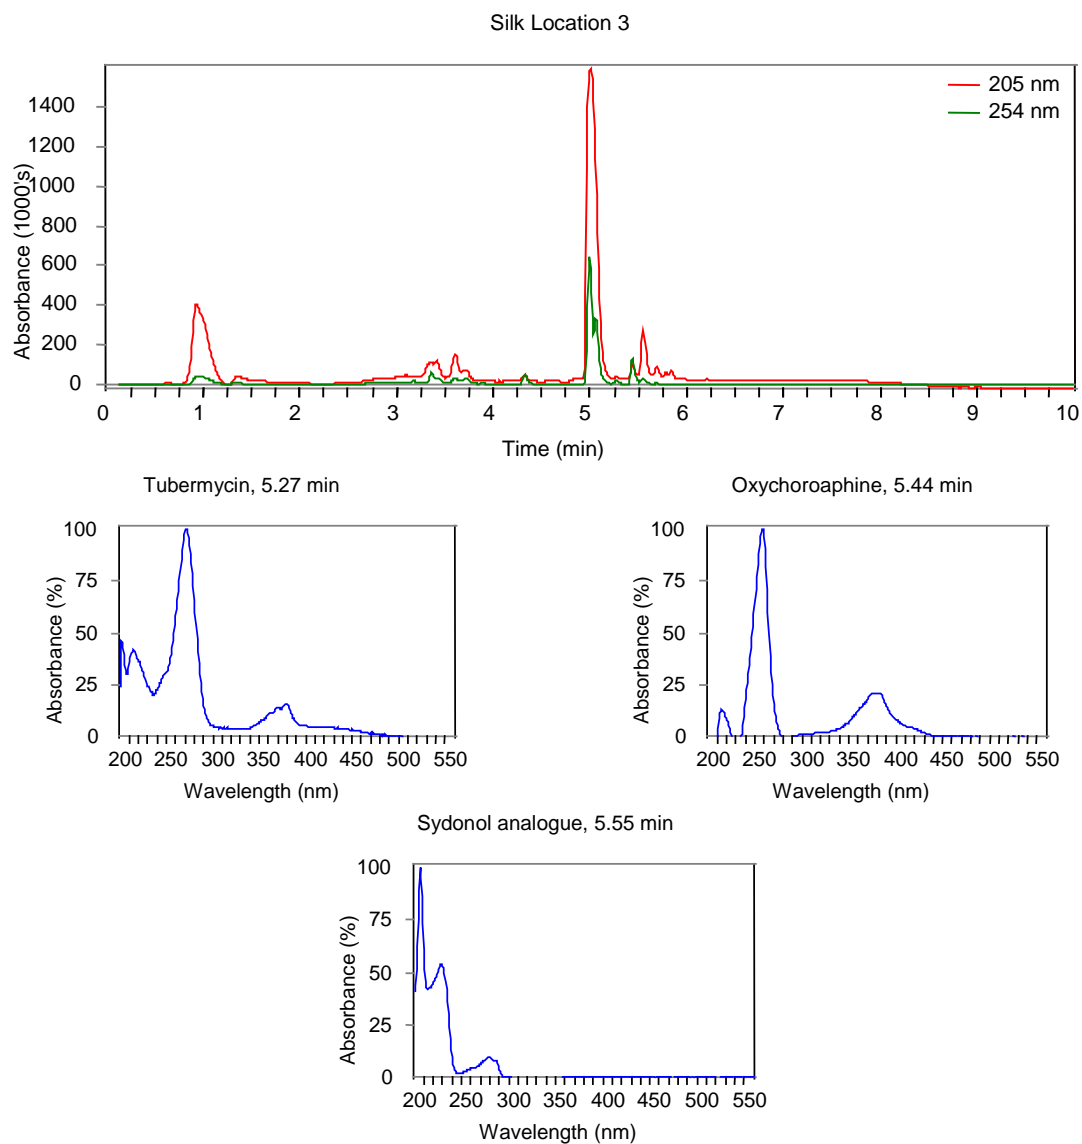 Silk Location 3
205 nm
254 nm
1400
1200
1000
800
600
400
200
0
Absorbance (1000's)
0 1 2 3 4 5 6 7 8 9 10
Time (min)
Tubermycin, 5.27 min
100
75
50
25
0
Absorbance (%)
200 250 300 350 400 450 500 550
Wavelength (nm)
Oxychoroaphine, 5.44 min
100
75
50
25
0
Absorbance (%)
200 250 300 350 400 450 500 550
Wavelength (nm)
Sydonol analogue, 5.55 min
100
75
50
25
0
Absorbance (%)
200 250 300 350 400 450 500 550
Wavelength (nm)